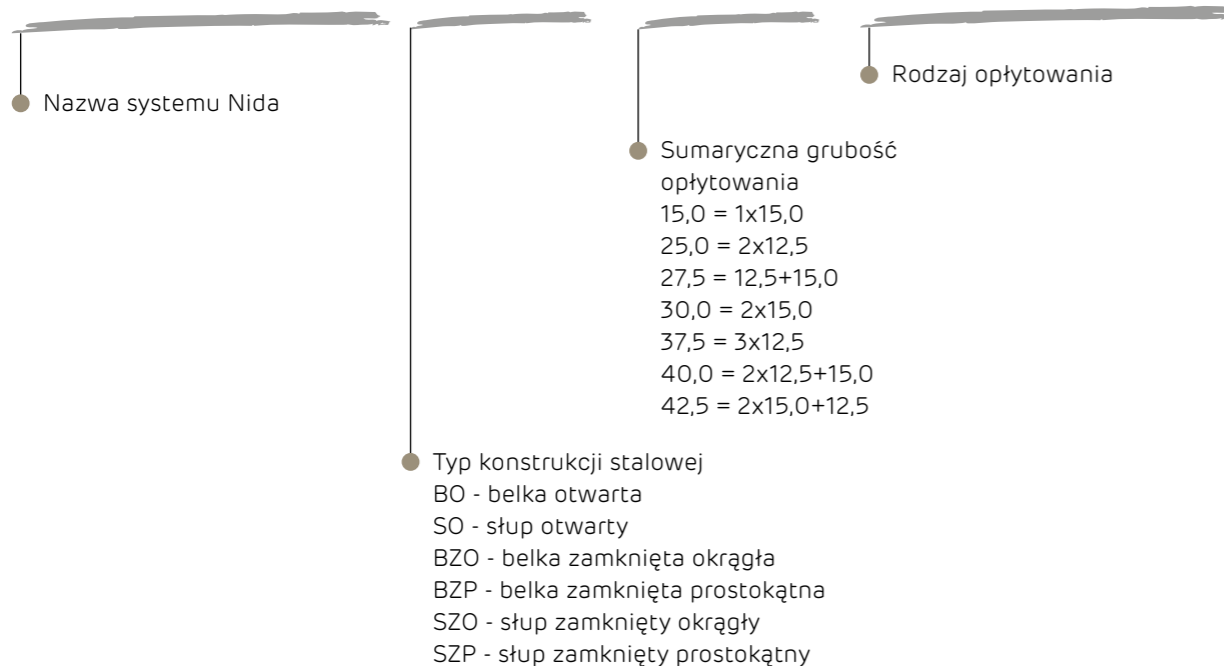 Nazwa systemu Nida
Rodzaj opłytowania
Sumaryczna grubość
opłytowania
15,0 = 1x15,0
25,0 = 2x12,5
27,5 = 12,5+15,0
30,0 = 2x15,0
37,5 = 3x12,5
40,0 = 2x12,5+15,0
42,5 = 2x15,0+12,5
Typ konstrukcji stalowej
BO - belka otwarta
SO - słup otwarty
BZO - belka zamknięta okrągła
BZP - belka zamknięta prostokątna
SZO - słup zamknięty okrągły
SZP - słup zamknięty prostokątny